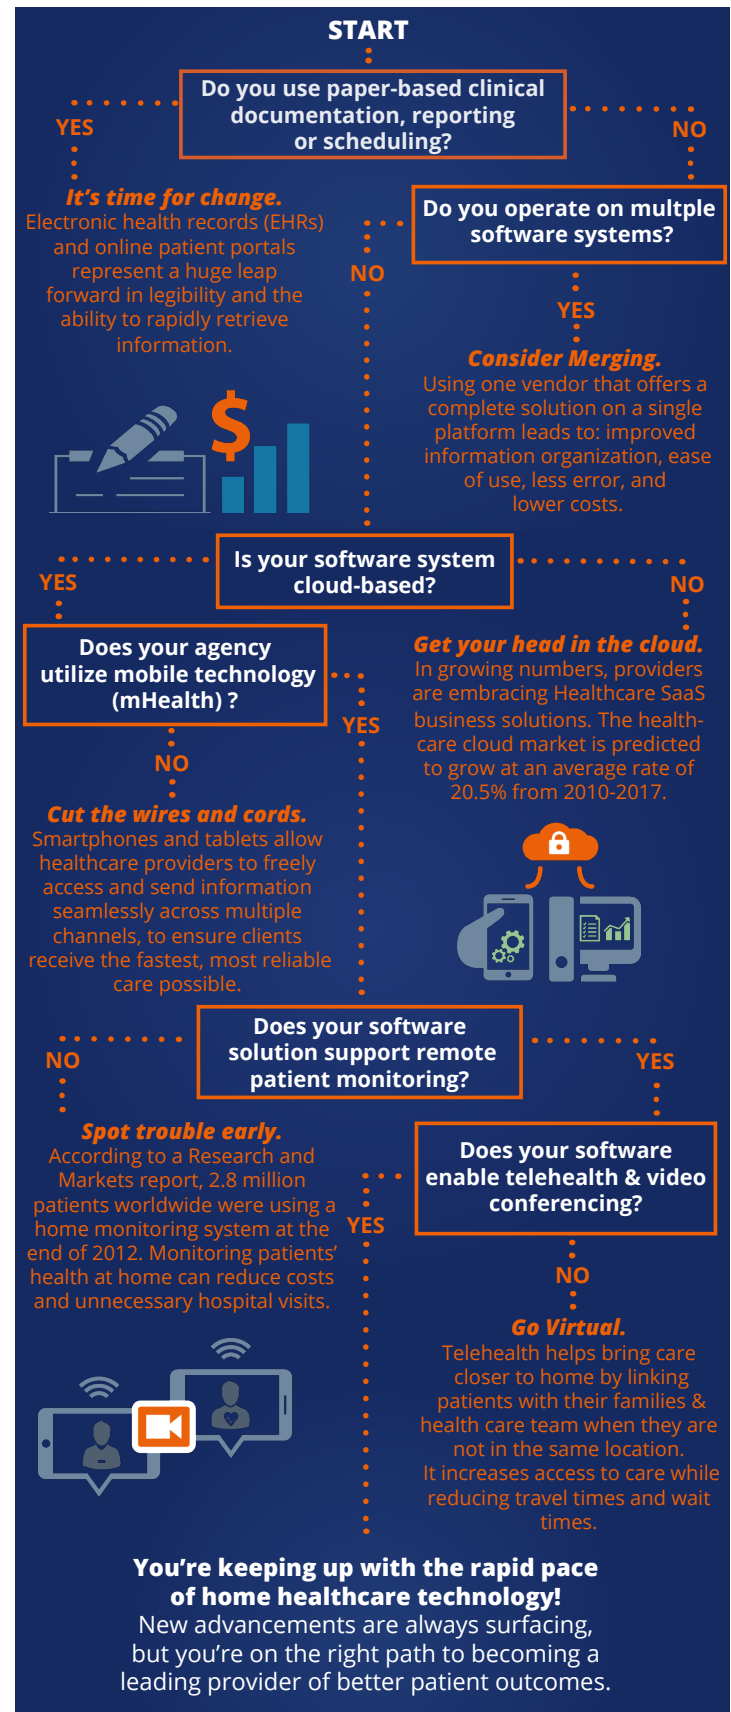 START
Do you use paper-based clinical
documentation, reporting
or scheduling?
YES
NO
It's time for change.
Electronic health records (EHRs)
and online patient portals
represent a huge leap
forward in legibility and the
ability to rapidly retrieve
information.
Do you operate on multple
software systems?
NO
YES
Consider Merging.
Using one vendor that offers a
complete solution on a single
platform leads to: improved
information organization, ease
of use, less error, and
lower costs.
$
Is your software system
cloud-based?
YES
NO
Does your agency
utilize mobile technology
(mHealth) ?
YES
NO
Get your head in the cloud.
In growing numbers, providers
are embracing Healthcare SaaS
business solutions. The health-
care cloud market is predicted
to grow at an average rate of
20.5% from 2010-2017.
Cut the wires and cords.
Smartphones and tablets allow
healthcare providers to freely
access and send information
seamlessly across multiple
channels, to ensure clients
receive the fastest, most reliable
care possible.
Does your software
solution support remote
patient monitoring?
NO
YES
Spot trouble early.
According to a Research and
Markets report, 2.8 million
patients worldwide were using a
home monitoring system at the
end of 2012. Monitoring patients'
health at home can reduce costs
and unnecessary hospital visits.
Does your software
enable telehealth & video
conferencing?
YES
NO
Go Virtual.
Telehealth helps bring care
closer to home by linking
patients with their families &
health care team when they are
not in the same location.
It increases access to care while
reducing travel times and wait
times.
You're keeping up with the rapid pace
of home healthcare technology!
New advancements are always surfacing,
but you're on the right path to becoming a
leading provider of better patient outcomes.